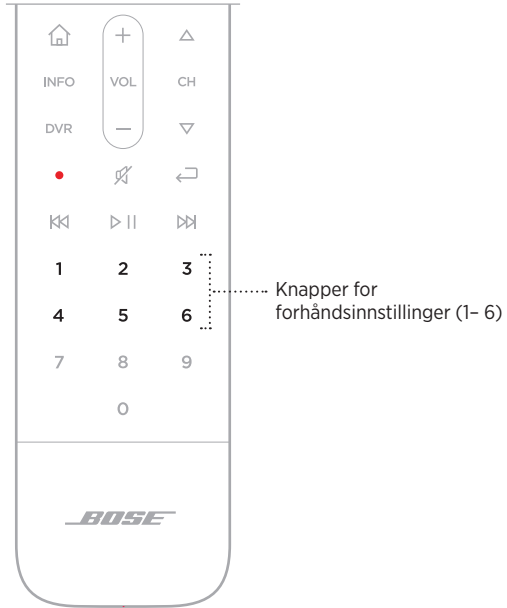 +
INFO VOL CH
DVR −
1 2 3
Knapper for
forhåndsinnstillinger (1– 6)
4 5 6
7 8 9
0
BOSE